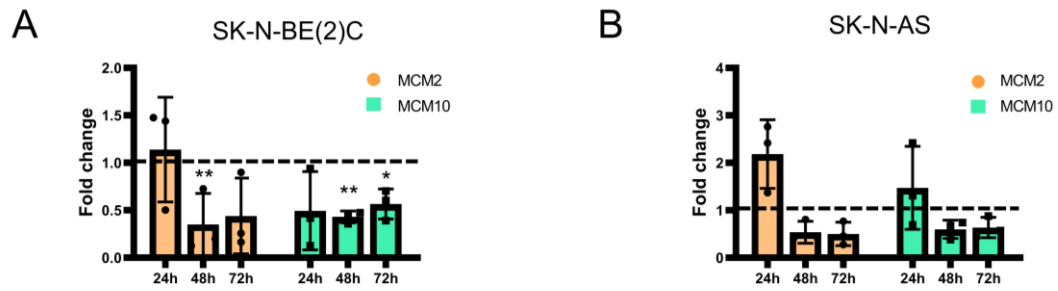 A
SK-N-BE(2)C
Fold change
2.0
1.5
1.0
0.5
0.0
MCM2
MCM10
**
**
*
24h 48h 72h 24h 48h 72h
B
SK-N-AS
Fold change
4
3
2
1
0
MCM2
MCM10
24h 48h 72h 24h 48h 72h